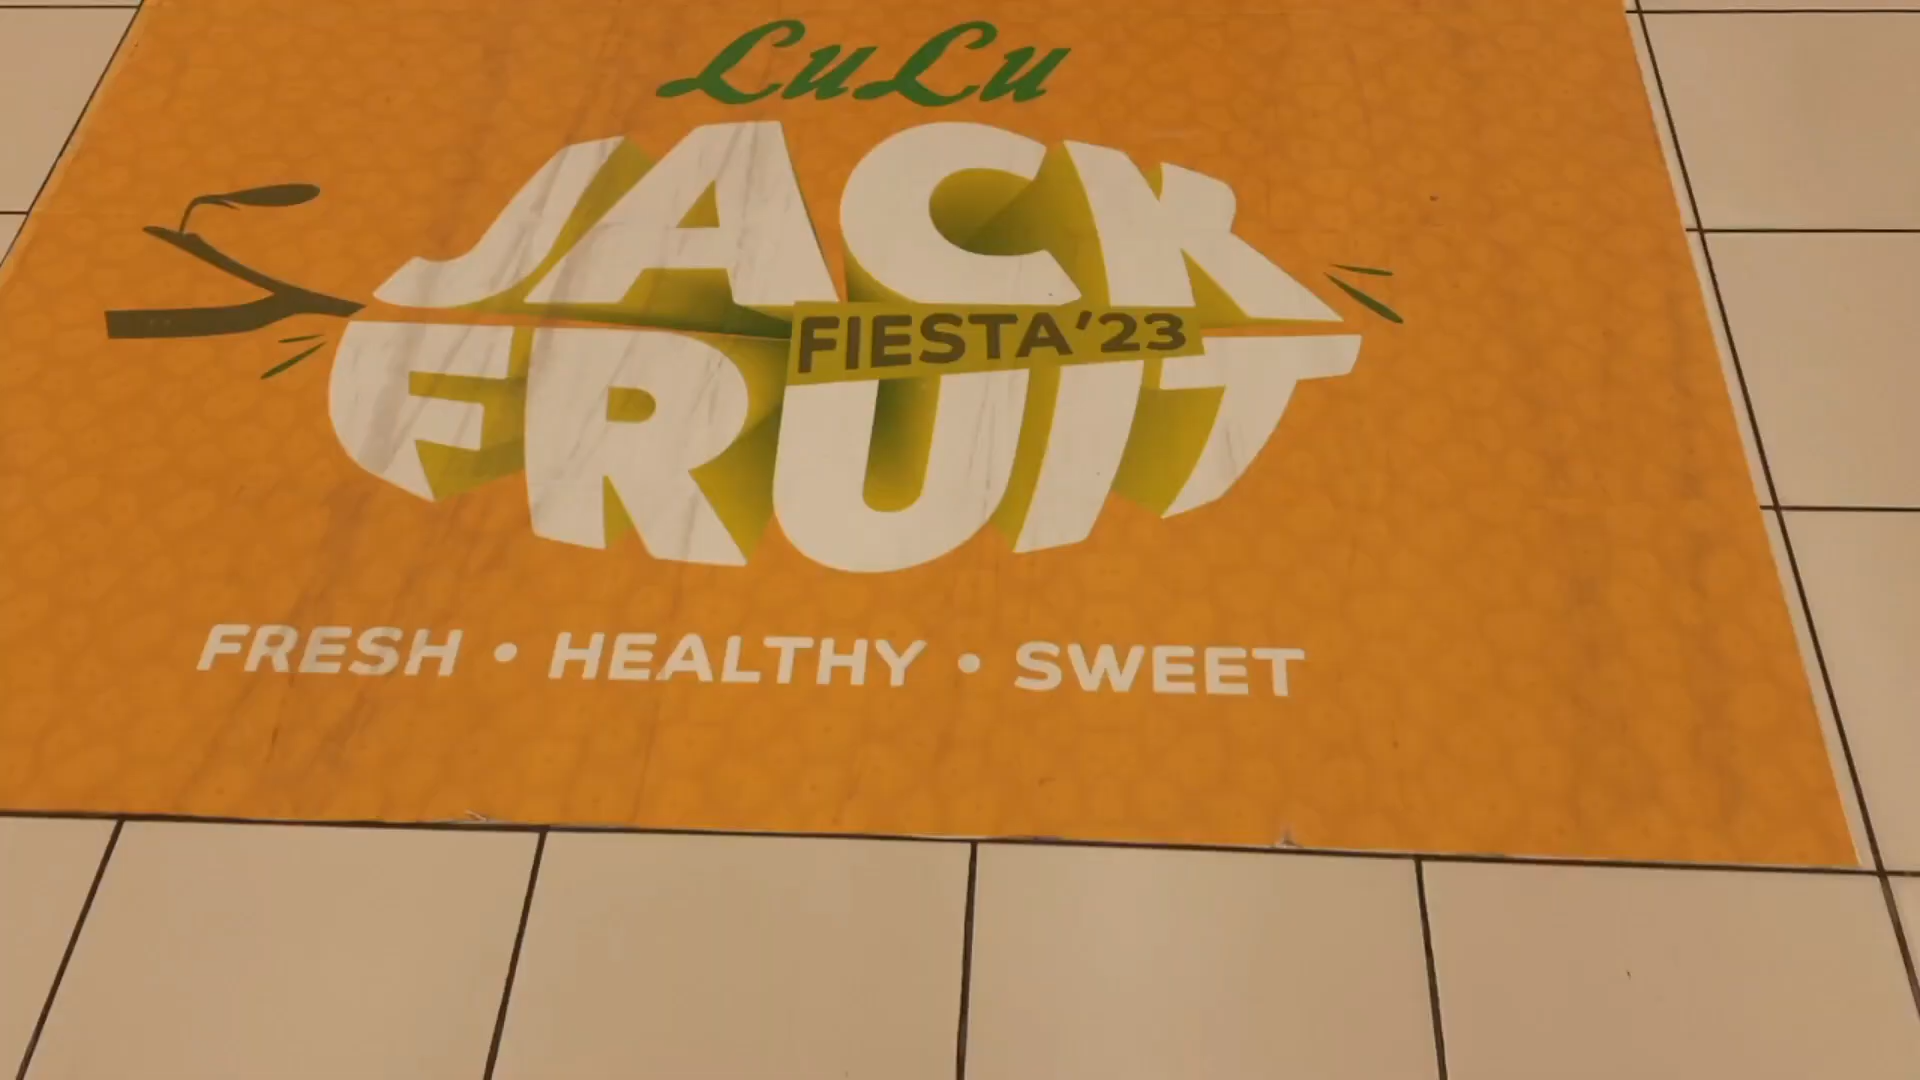 LuLu
JACK
FIESTA'23
FRUIT
FRESH • HEALTHY • SWEET